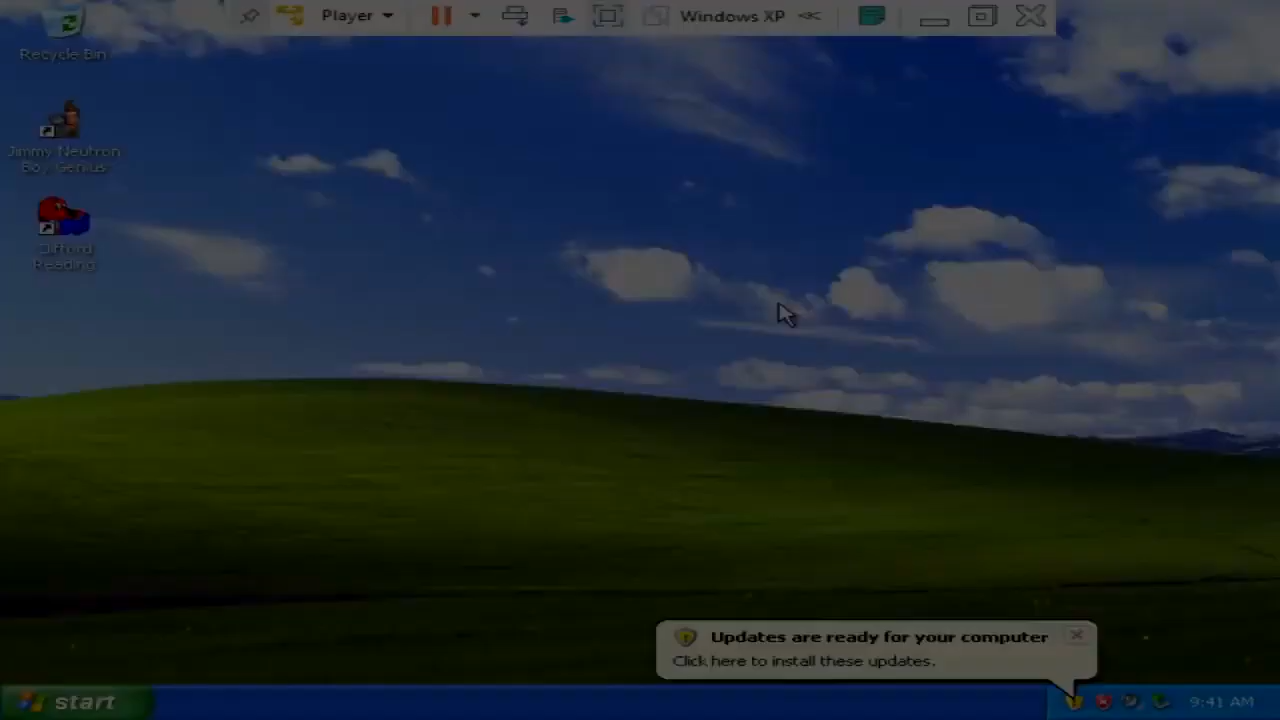 Player
Windows XP
Recycle Bin
Jimmy Neutron
Boy Genius
Clifford
Reading
Updates are ready for your computer
Click here to install these updates.
start
9:41 AM